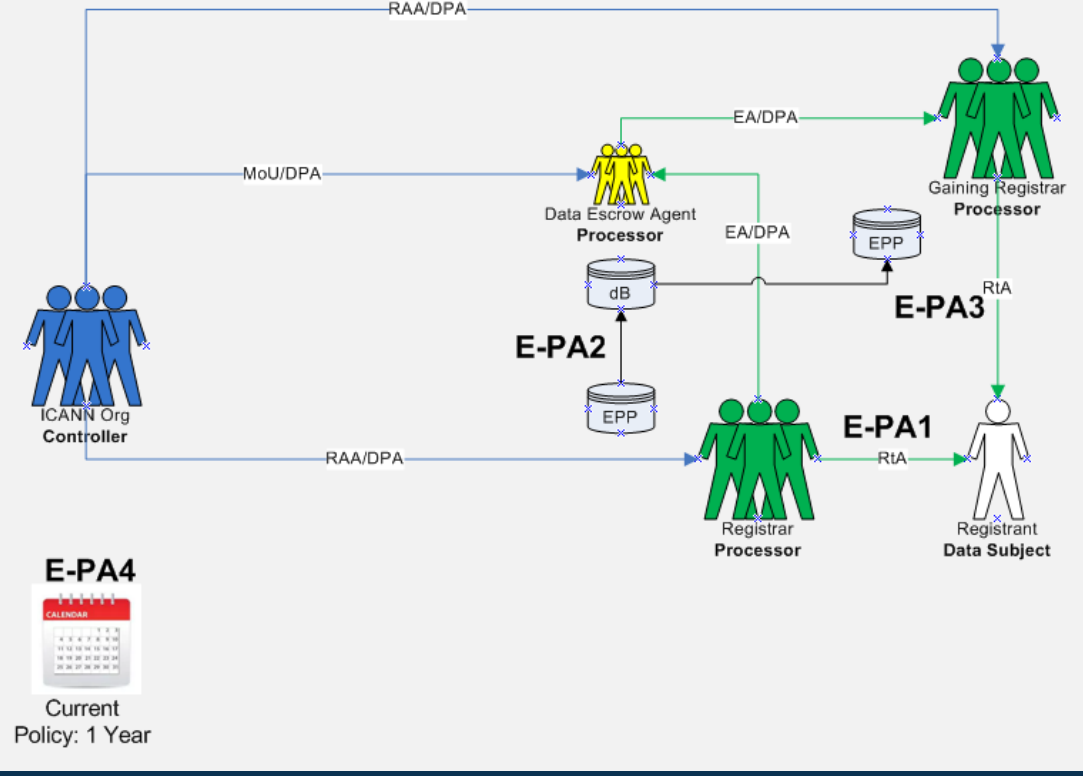 RAA/DPA
EA/DPA
MoU/DPA
Gaining Registrar
Processor
Data Escrow Agent
Processor
EA/DPA
EPP
dB
RtA
E-PA3
E-PA2
EPP
ICANN Org
Controller
E-PA1
RAA/DPA
RtA
Registrar
Processor
Registrant
Data Subject
E-PA4
CALENDAR
Current
Policy: 1 Year